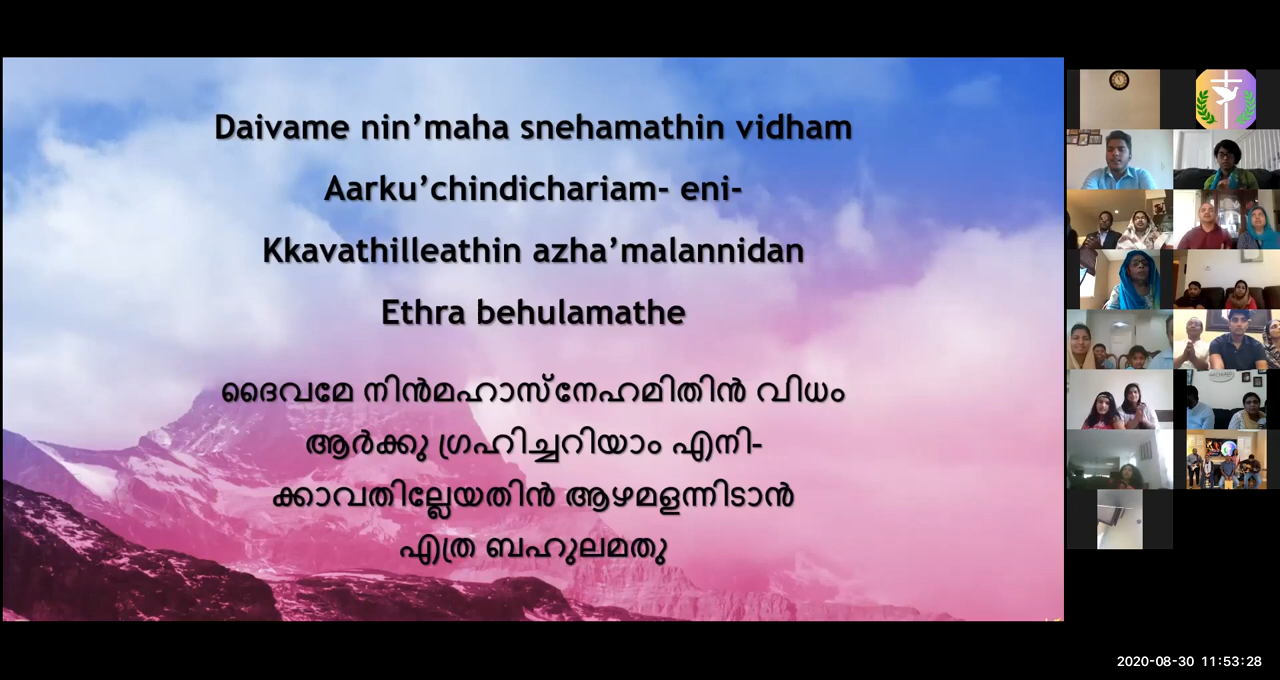 Daivame nin’maha snehamathin vidham
Aarku’chindichariam- eni-
Kkavathilleathin azha’malannidan
Ethra behulamathe
ദൈവമേ നിൻമഹാസ്നേഹമിതിൻ വിധം
ആർക്കു ഗ്രഹിച്ചറിയാം എനി-
ക്കാവതില്ലേയതിൻ ആഴമളന്നിടാൻ
എത്ര ബഹുലമതു
2020-08-30 11:53:28